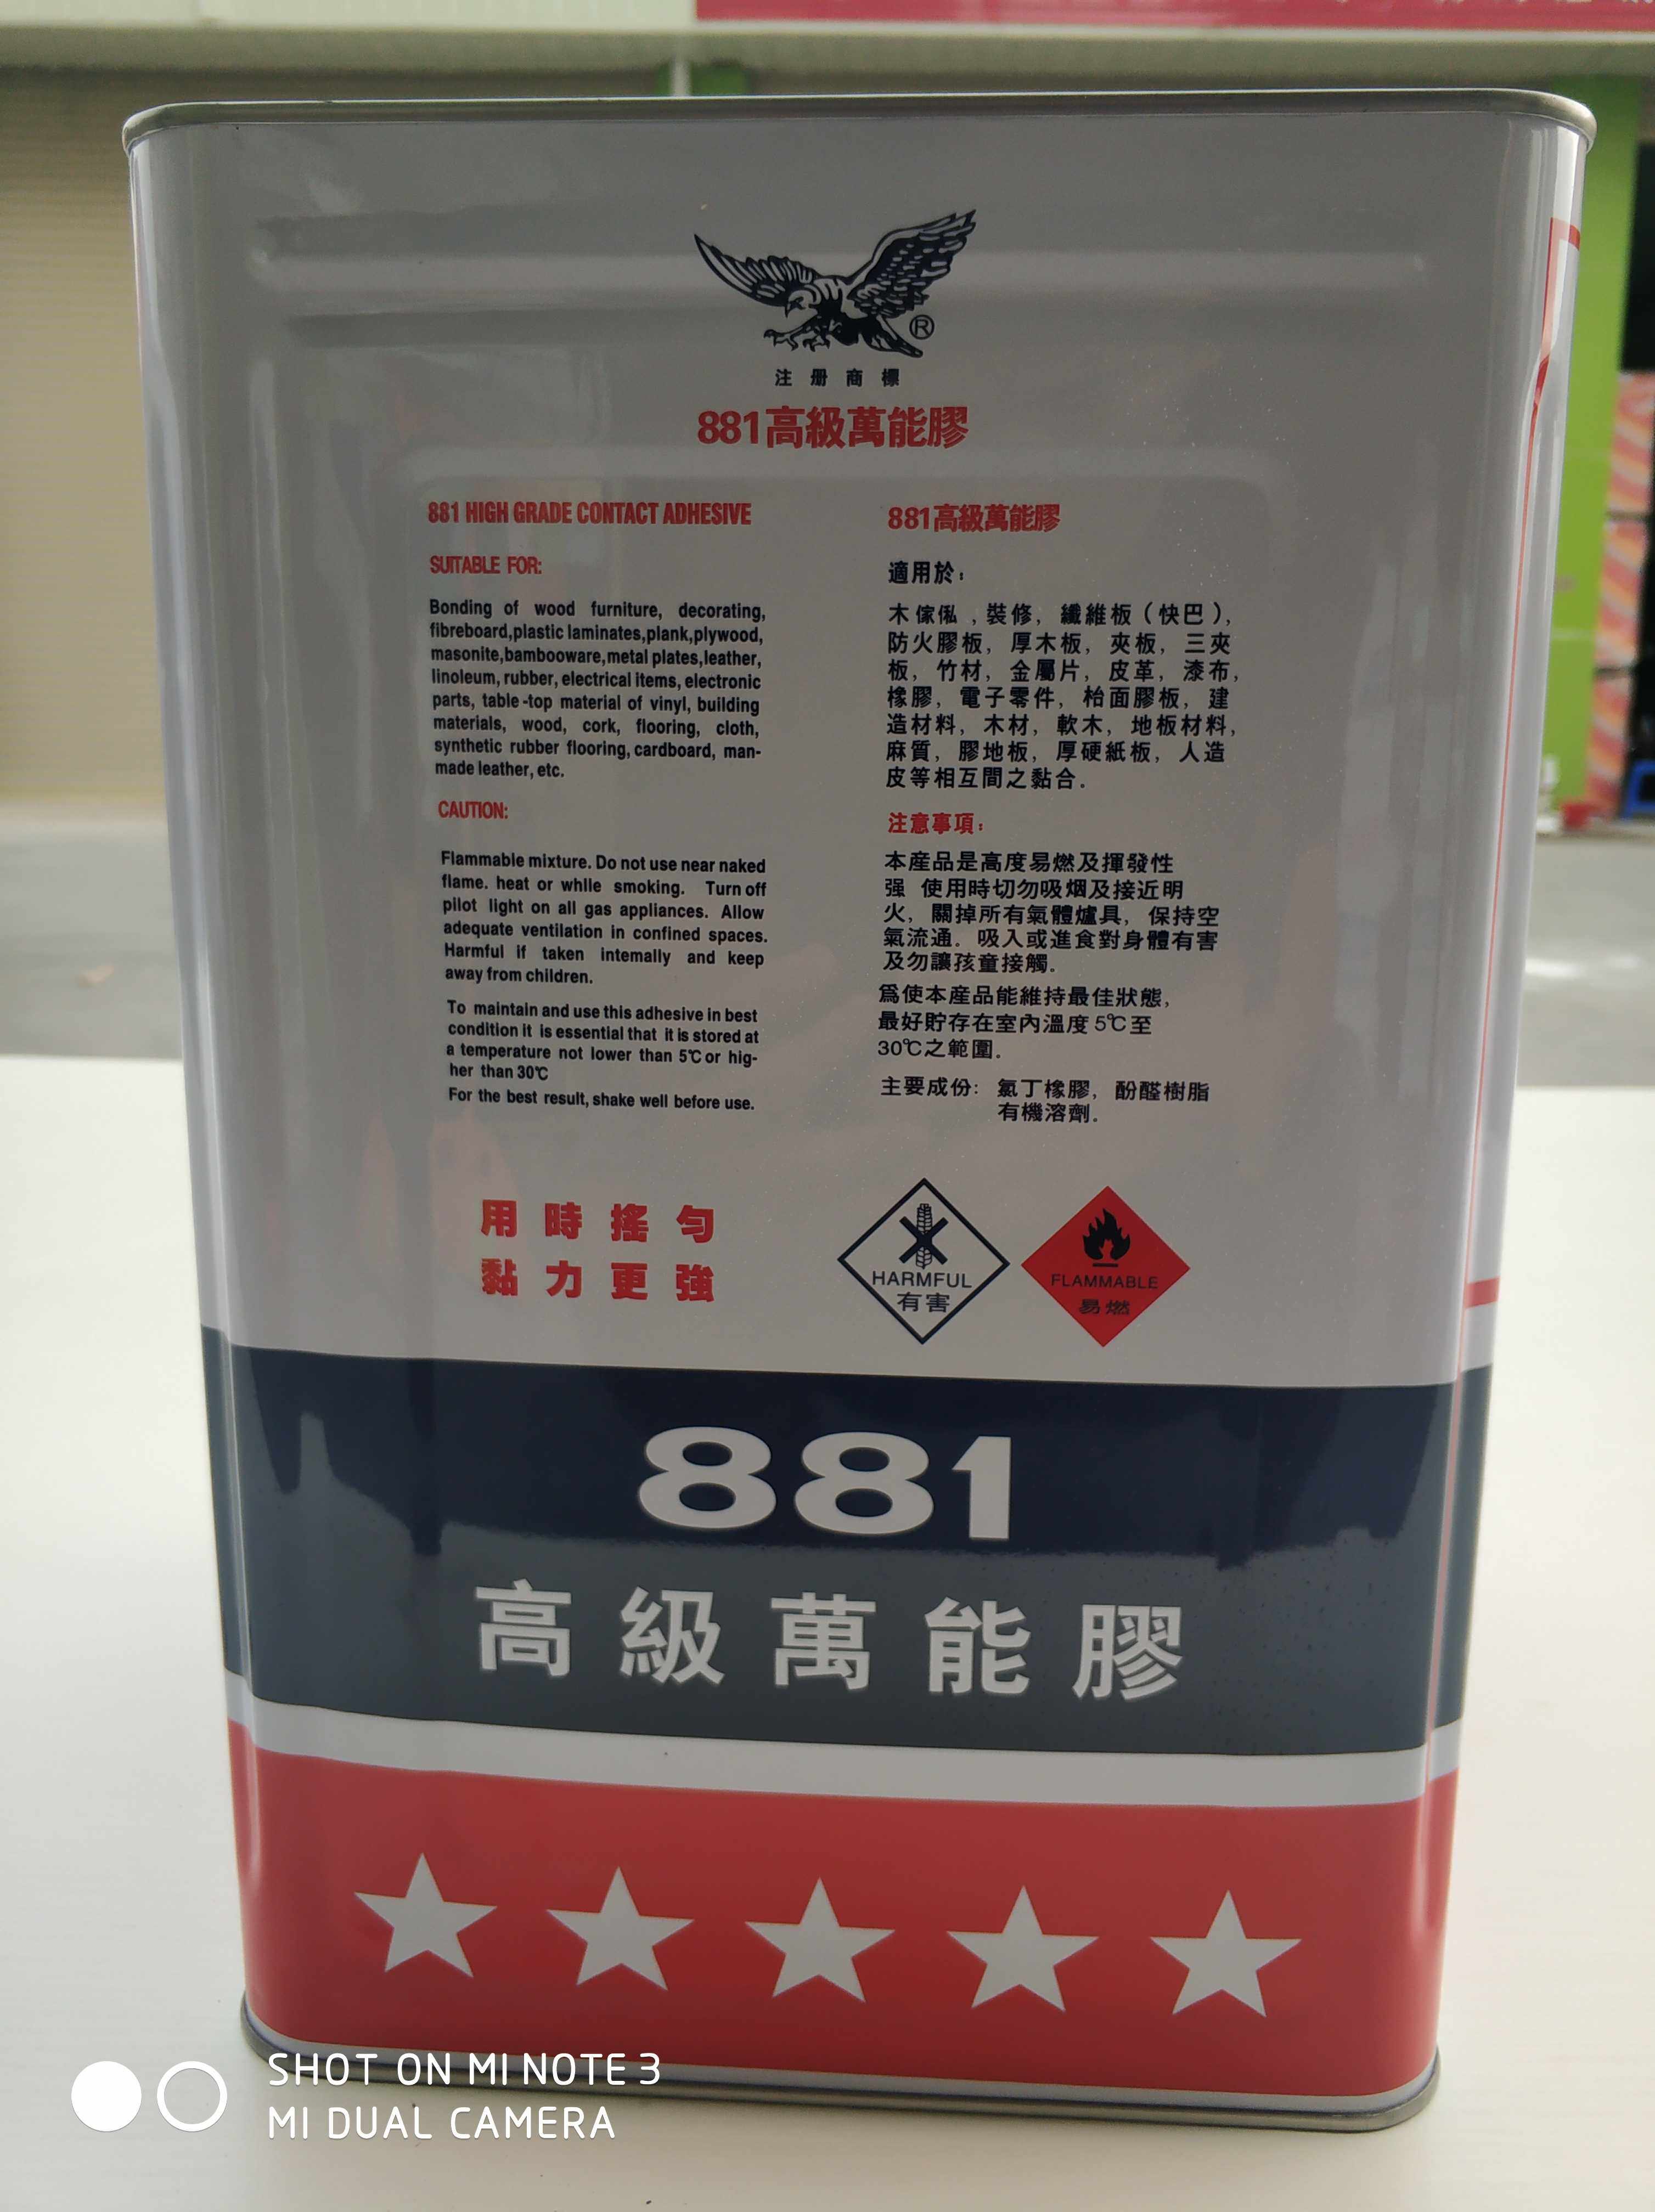 ®
注册商標
881高級萬能膠
881 HIGH GRADE CONTACT ADHESIVE
SUITABLE FOR:
Bonding of wood furniture, decorating,
fibreboard,plastic laminates,plank,plywood,
masonite,bambooware,metal plates,leather,
linoleum, rubber, electrical items, electronic
parts, table-top material of vinyl, building
materials, wood, cork, flooring, cloth,
synthetic rubber flooring, cardboard, man-
made leather, etc.
CAUTION:
Flammable mixture. Do not use near naked
flame. heat or while smoking. Turn off
pilot light on all gas appliances. Allow
adequate ventilation in confined spaces.
Harmful if taken intemally and keep
away from children.
To maintain and use this adhesive in best
condition it is essential that it is stored at
a temperature not lower than 5℃ or hig-
her than 30℃
For the best result, shake well before use.
881高級萬能膠
適用於：
木傢俬，裝修，纖維板（快巴），
防火膠板，厚木板，夾板，三夾
板，竹材，金屬片，皮革，漆布，
橡膠，電子零件，枱面膠板，建
造材料，木材，軟木，地板材料，
麻質，膠地板，厚硬紙板，人造
皮等相互間之黏合．
注意事項：
本産品是高度易燃及揮發性
强 使用時切勿吸烟及接近明
火，關掉所有氣體爐具，保持空
氣流通．吸入或進食對身體有害
及勿讓孩童接觸．
爲使本産品能維持最佳狀態，
最好貯存在室內溫度 5℃至
30℃之範圍．
主要成份：氯丁橡膠，酚醛樹脂
有機溶劑．
用時搖勻
黏力更強
HARMFUL
有害
FLAMMABLE
易燃
881
高級萬能膠
SHOT ON MI NOTE 3
MI DUAL CAMERA